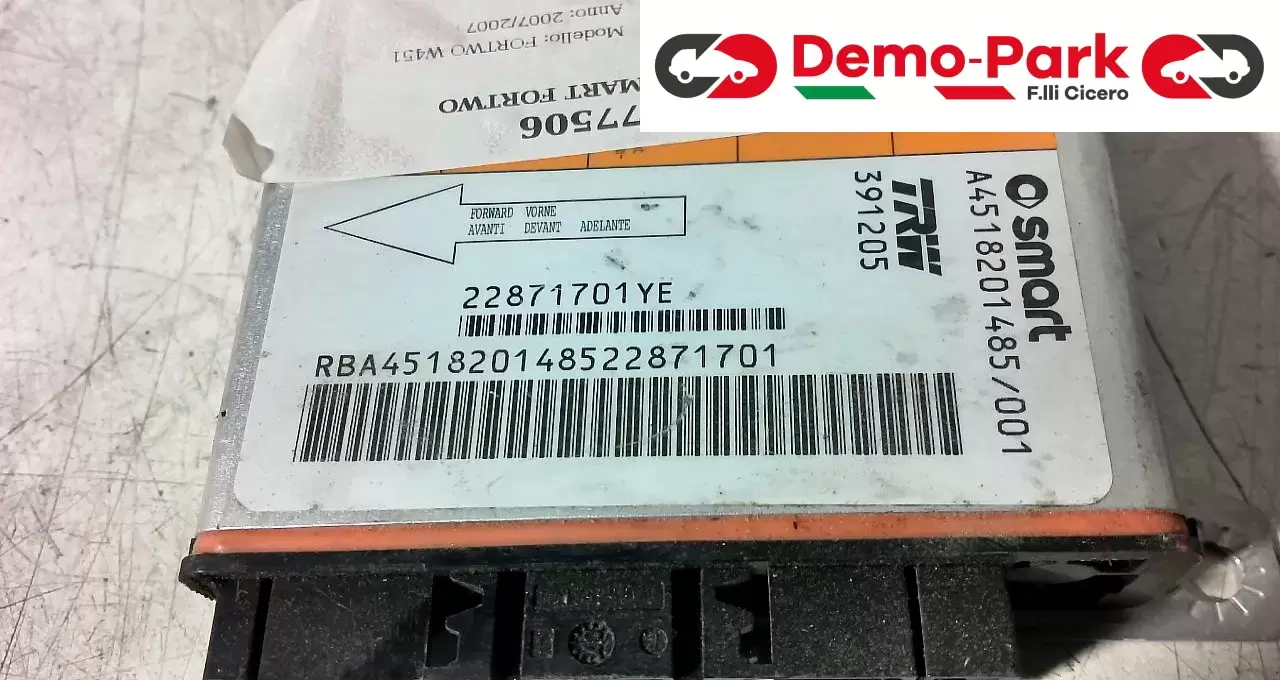 Demo-Park
F.lli Cicero
Anno: 2007/2007
Modello: FORTWO W451
MART FORTWO
77506
FORWARD VORNE
AVANTI DEVANT ADELANTE
22871701YE
RBA451820148522871701
TRW
391205
smart
A4518201485/001